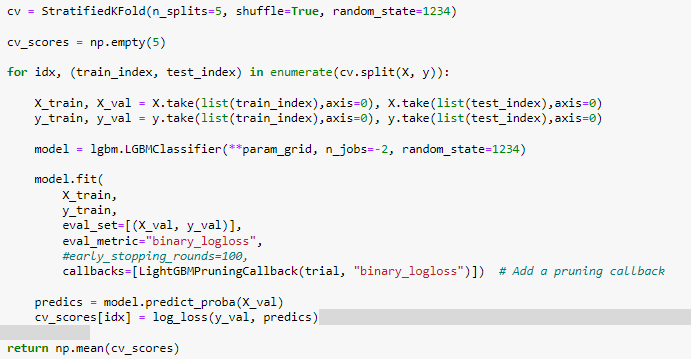 cv = StratifiedKFold(n_splits=5, shuffle=True, random_state=1234)
cv_scores = np.empty(5)
for idx, (train_index, test_index) in enumerate(cv.split(X, y)):
    X_train, X_val = X.take(list(train_index),axis=0), X.take(list(test_index),axis=0)
    y_train, y_val = y.take(list(train_index),axis=0), y.take(list(test_index),axis=0)
    model = lgbm.LGBMClassifier(**param_grid, n_jobs=-2, random_state=1234)
    model.fit(
        X_train,
        y_train,
        eval_set=[(X_val, y_val)],
        eval_metric="binary_logloss",
        #early_stopping_rounds=100,
        callbacks=[LightGBMPruningCallback(trial, "binary_logloss")])  # Add a pruning callback
    predics = model.predict_proba(X_val)
    cv_scores[idx] = log_loss(y_val, predics)
return np.mean(cv_scores)